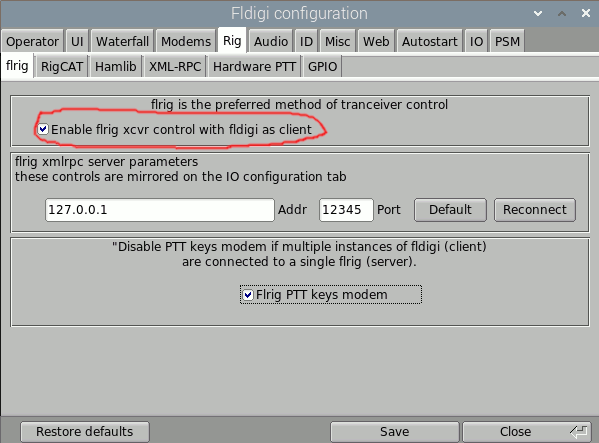 Fldigi configuration
Operator UI Waterfall Modems Rig Audio ID Misc Web Autostart IO PSM
flrig RigCAT Hamlib XML-RPC Hardware PTT GPIO
flrig is the preferred method of tranceiver control
Enable flrig xcvr control with fldigi as client
flrig xmlrpc server parameters
these controls are mirrored on the IO configuration tab
127.0.0.1 Addr 12345 Port Default Reconnect
"Disable PTT keys modem if multiple instances of fldigi (client)
are connected to a single flrig (server).
Flrig PTT keys modem
Restore defaults Save Close